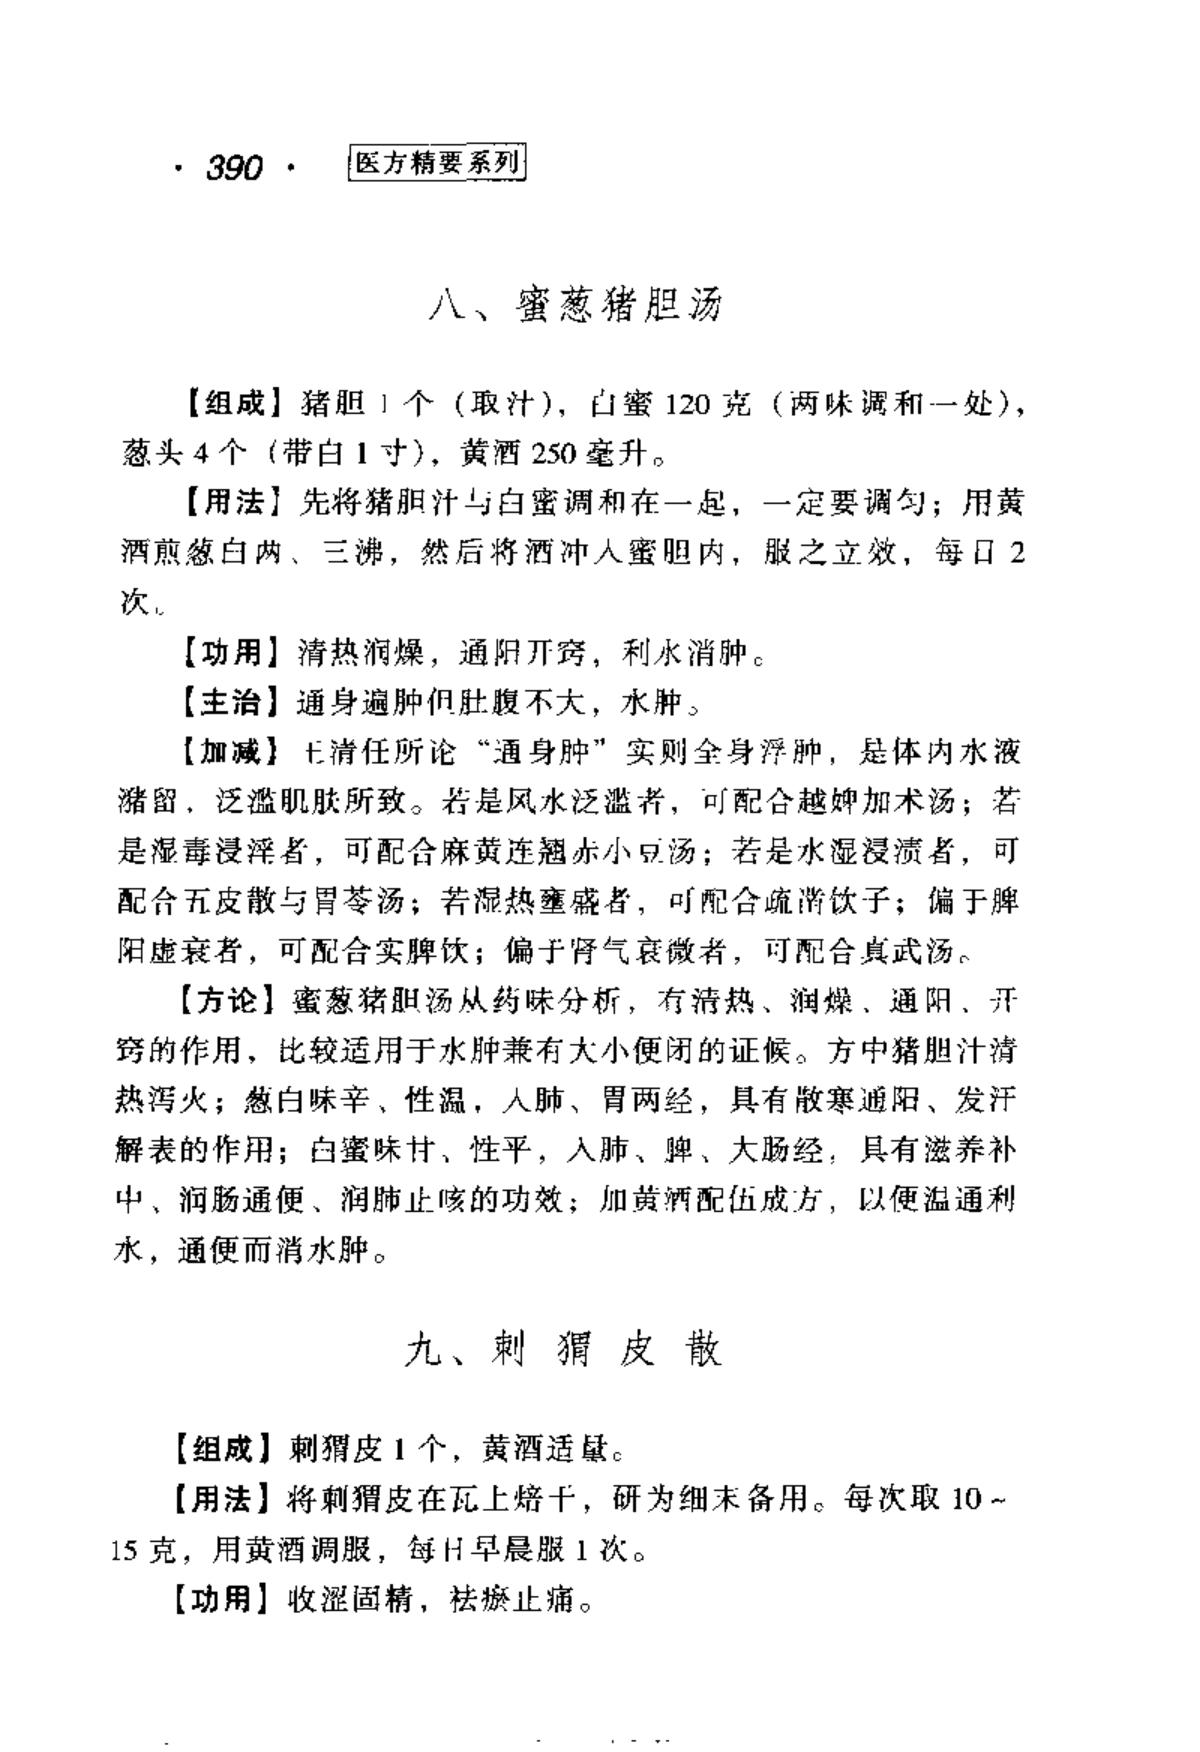 · 390 · 医方精要系列
八、蜜葱猪胆汤
【组成】猪胆1个（取汁），白蜜120克（两味调和一处），
葱头4个（带白1寸），黄酒250毫升。
【用法】先将猪胆汁与白蜜调和在一起，一定要调匀；用黄
酒煎葱白两、三沸，然后将酒冲入蜜胆内，服之立效，每日2
次。
【功用】清热润燥，通阳开窍，利水消肿。
【主治】通身遍肿但肚腹不大，水肿。
【加减】王清任所论“通身肿”实则全身浮肿，是体内水液
潴留，泛滥肌肤所致。若是风水泛滥者，可配合越婢加术汤；若
是湿毒浸淫者，可配合麻黄连翘赤小豆汤；若是水湿浸渍者，可
配合五皮散与胃苓汤；若湿热壅盛者，可配合疏凿饮子；偏于脾
阳虚衰者，可配合实脾饮；偏于肾气衰微者，可配合真武汤。
【方论】蜜葱猪胆汤从药味分析，有清热、润燥、通阳、开
窍的作用，比较适用于水肿兼有大小便闭的证候。方中猪胆汁清
热泻火；葱白味辛、性温，入肺、胃两经，具有散寒通阳、发汗
解表的作用；白蜜味甘、性平，入肺、脾、大肠经，具有滋养补
中、润肠通便、润肺止咳的功效；加黄酒配伍成方，以便温通利
水，通便而消水肿。
九、刺猬皮散
【组成】刺猬皮1个，黄酒适量。
【用法】将刺猬皮在瓦上焙干，研为细末备用。每次取10~
15克，用黄酒调服，每日早晨服1次。
【功用】收涩固精，祛瘀止痛。